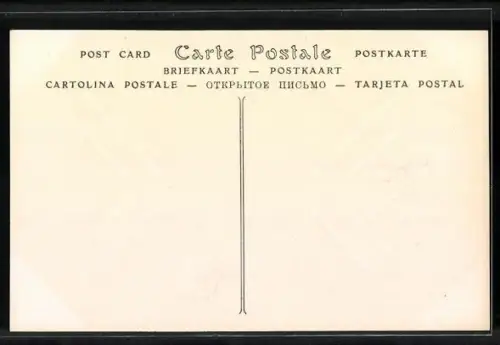 POST CARD Carte Postale POSTKARTE
BRIEFKAART — POSTKAART
CARTOLINA POSTALE — ОТКРЫТОЕ ПИСЬМО — TARJETA POSTAL